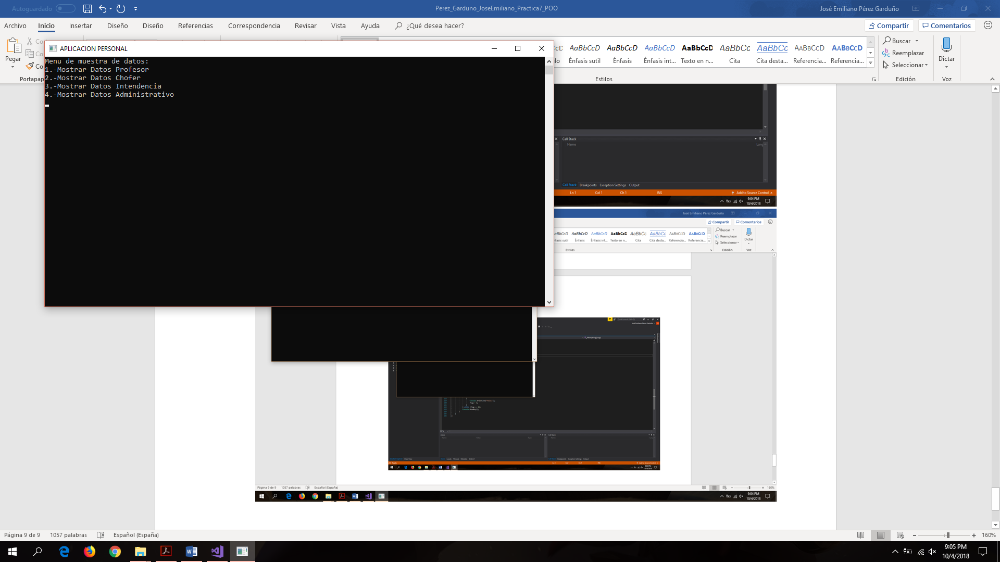 Autoguardado
Perez_Garduno_JoseEmiliano_Practica7_POO
José Emiliano Pérez Garduño
Archivo Inicio Insertar Diseño Diseño Referencias Correspondencia Revisar Vista Ayuda ¿Qué desea hacer? Compartir Comentarios
Pegar
Portapap
AaBbCcD AaBbCcD AaBbCcD AaBbCcD AaBbCc AaBbCc AaBbCcD AaBbCcD
Énfasis sutil Énfasis Énfasis int... Texto en n... Cita Cita desta... Referencia... Referencia...
Estilos
Buscar
Reemplazar
Seleccionar
Edición
Dictar
Voz
APLICACION PERSONAL
Menu de muestra de datos:
1.-Mostrar Datos Profesor
2.-Mostrar Datos Chofer
3.-Mostrar Datos Intendencia
4.-Mostrar Datos Administrativo
Call Stack
Name
Call Stack Breakpoints Exception Settings Output
Ln 1 Col 1 Ch 1 INS Add to Source Control
9:04 PM
10/4/2018
José Emiliano Pérez Garduño
Compartir Comentarios
AaBbCcD AaBbCcD AaBbCcD AaBbCc AaBbCc AaBbCcD AaBbCcD
Énfasis Énfasis int... Texto en n... Cita Cita desta... Referencia... Referencia...
Estilos
Buscar
Reemplazar
Seleccionar
Edición
Dictar
Voz
Página 9 de 9 1057 palabras Español (España) 160%
9:04 PM
10/4/2018
Página 9 de 9 1057 palabras Español (España) 160%
9:05 PM
10/4/2018